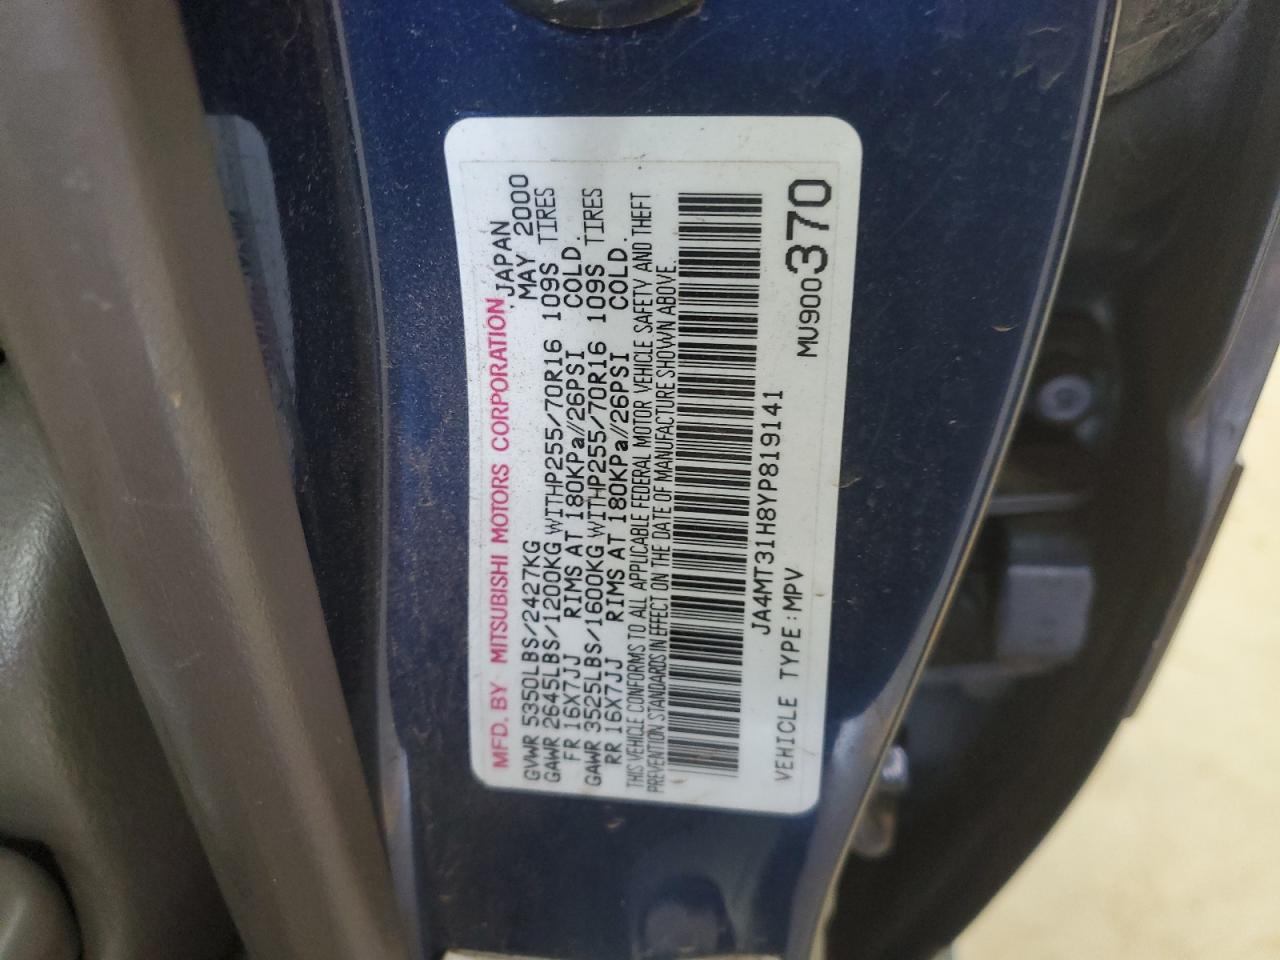 MFD. BY MITSUBISHI MOTORS CORPORATION, JAPAN
GVWR 5350LBS/2427KG MAY 2000
GAWR 2645LBS/1200KG WITHP255/70R16 109S TIRES
FR 16X7JJ RIMS AT 180KPa//26PSI COLD.
GAWR 3525LBS/1600KG WITHP255/70R16 109S TIRES
RR 16X7JJ RIMS AT 180KPa//26PSI COLD.
THIS VEHICLE CONFORMS TO ALL APPLICABLE FEDERAL MOTOR VEHICLE SAFETY AND THEFT
PREVENTION STANDARDS IN EFFECT ON THE DATE OF MANUFACTURE SHOWN ABOVE.
JA4MT31H8YP819141
VEHICLE TYPE:MPV MU900370